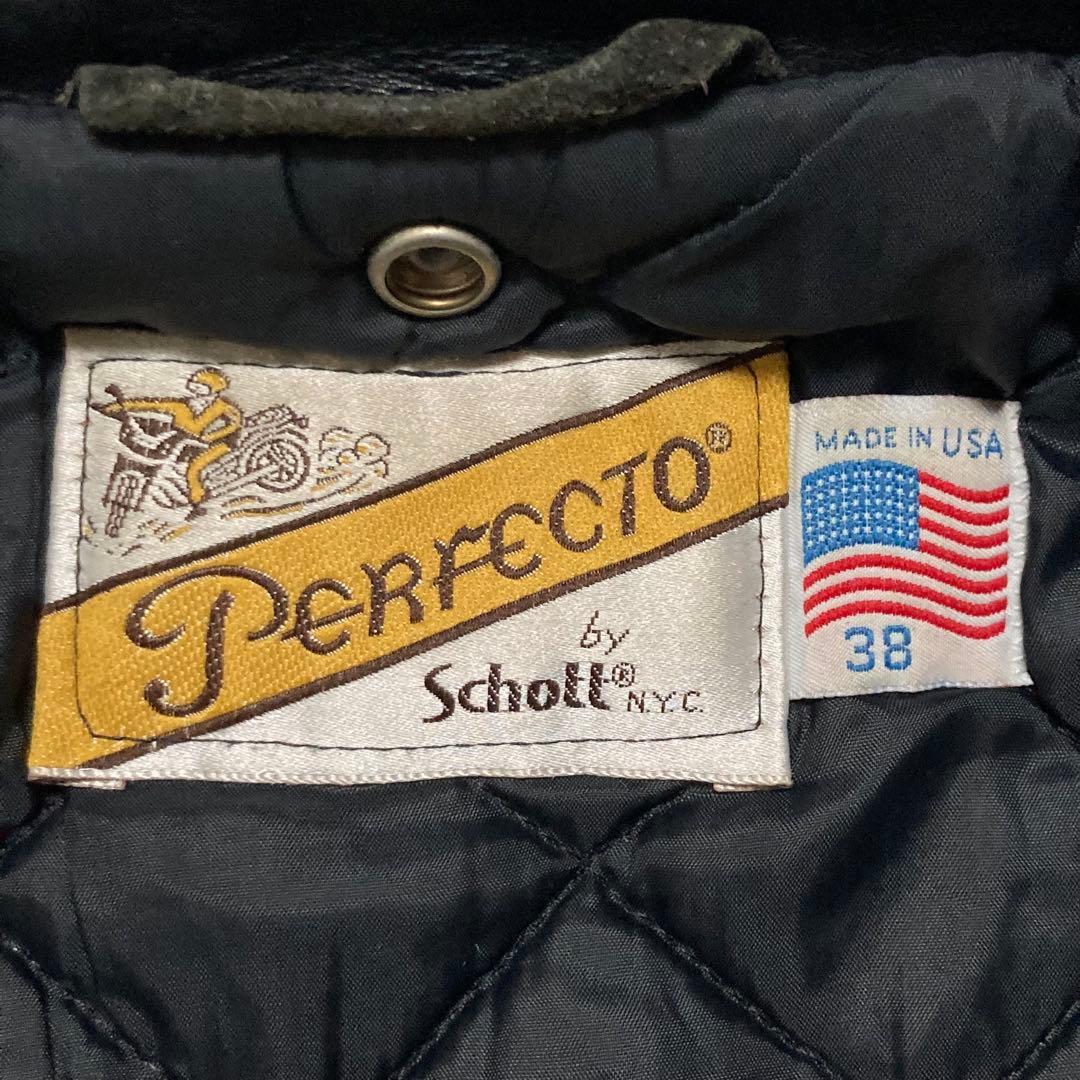 PERFECTO®
by
Schott® N.Y.C.
MADE IN USA
38